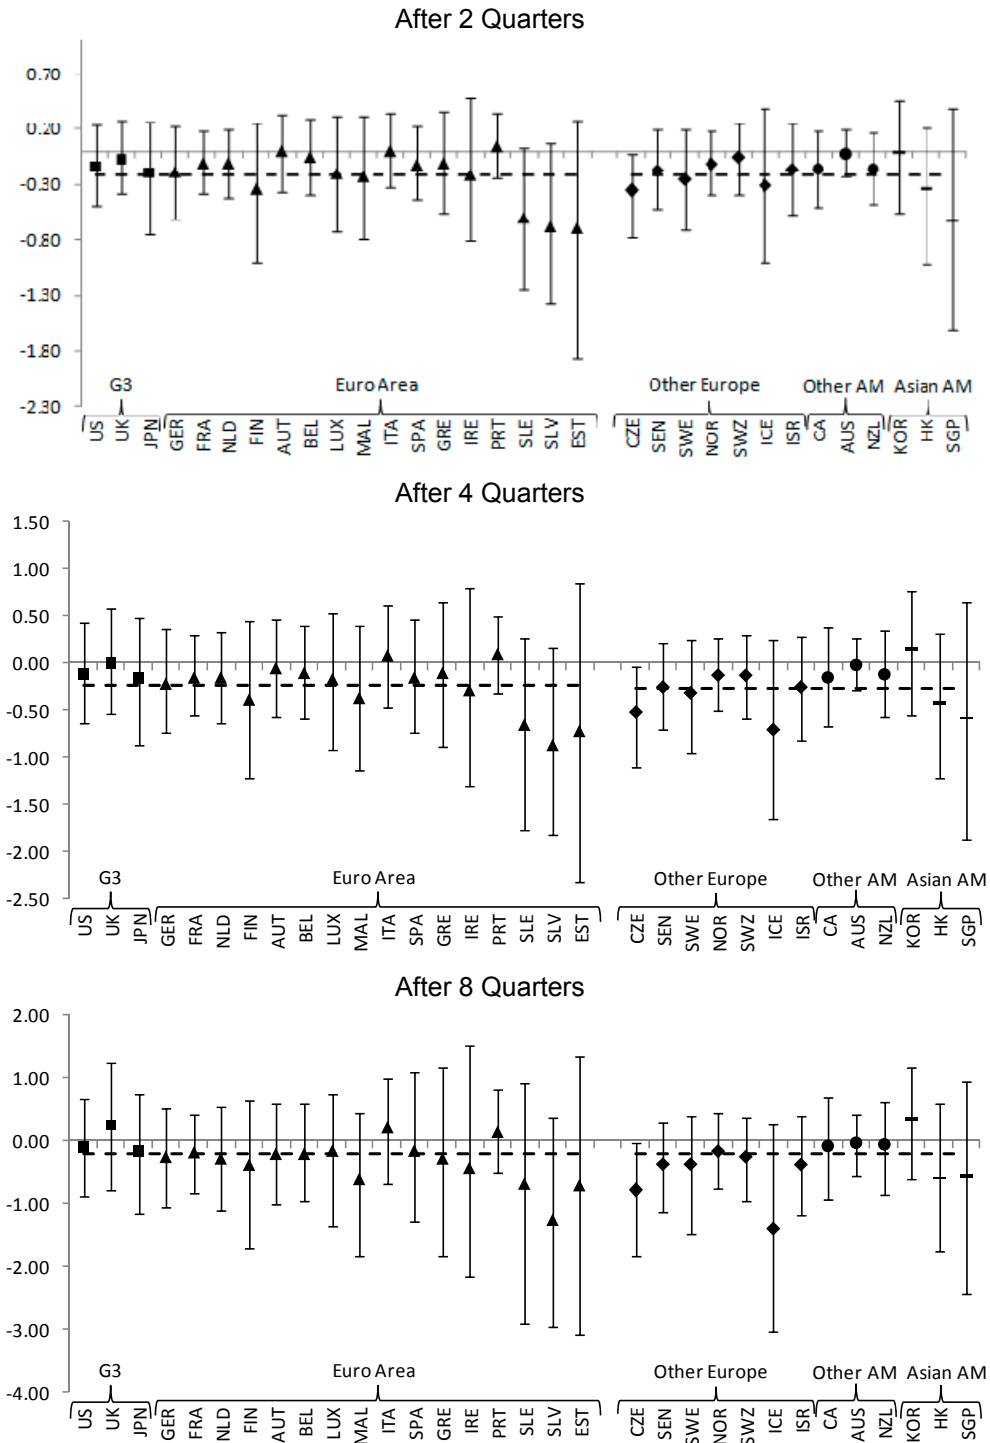 After 2 Quarters
0.70
0.20
-0.30
-0.80
-1.30
-1.80
-2.30
G3 Euro Area Other Europe Other AM Asian AM
US UK JPN GER FRA NLD FIN AUT BEL LUX MAL ITA SPA GRE IRE PRT SLE SLV EST CZE SEN SWE NOR SWZ ICE ISR CA AUS NZL KOR HK SGP
After 4 Quarters
1.50
1.00
0.50
0.00
-0.50
-1.00
-1.50
-2.00
-2.50
G3 Euro Area Other Europe Other AM Asian AM
US UK JPN GER FRA NLD FIN AUT BEL LUX MAL ITA SPA GRE IRE PRT SLE SLV EST CZE SEN SWE NOR SWZ ICE ISR CA AUS NZL KOR HK SGP
After 8 Quarters
2.00
1.00
0.00
-1.00
-2.00
-3.00
-4.00
G3 Euro Area Other Europe Other AM Asian AM
US UK JPN GER FRA NLD FIN AUT BEL LUX MAL ITA SPA GRE IRE PRT SLE SLV EST CZE SEN SWE NOR SWZ ICE ISR CA AUS NZL KOR HK SGP